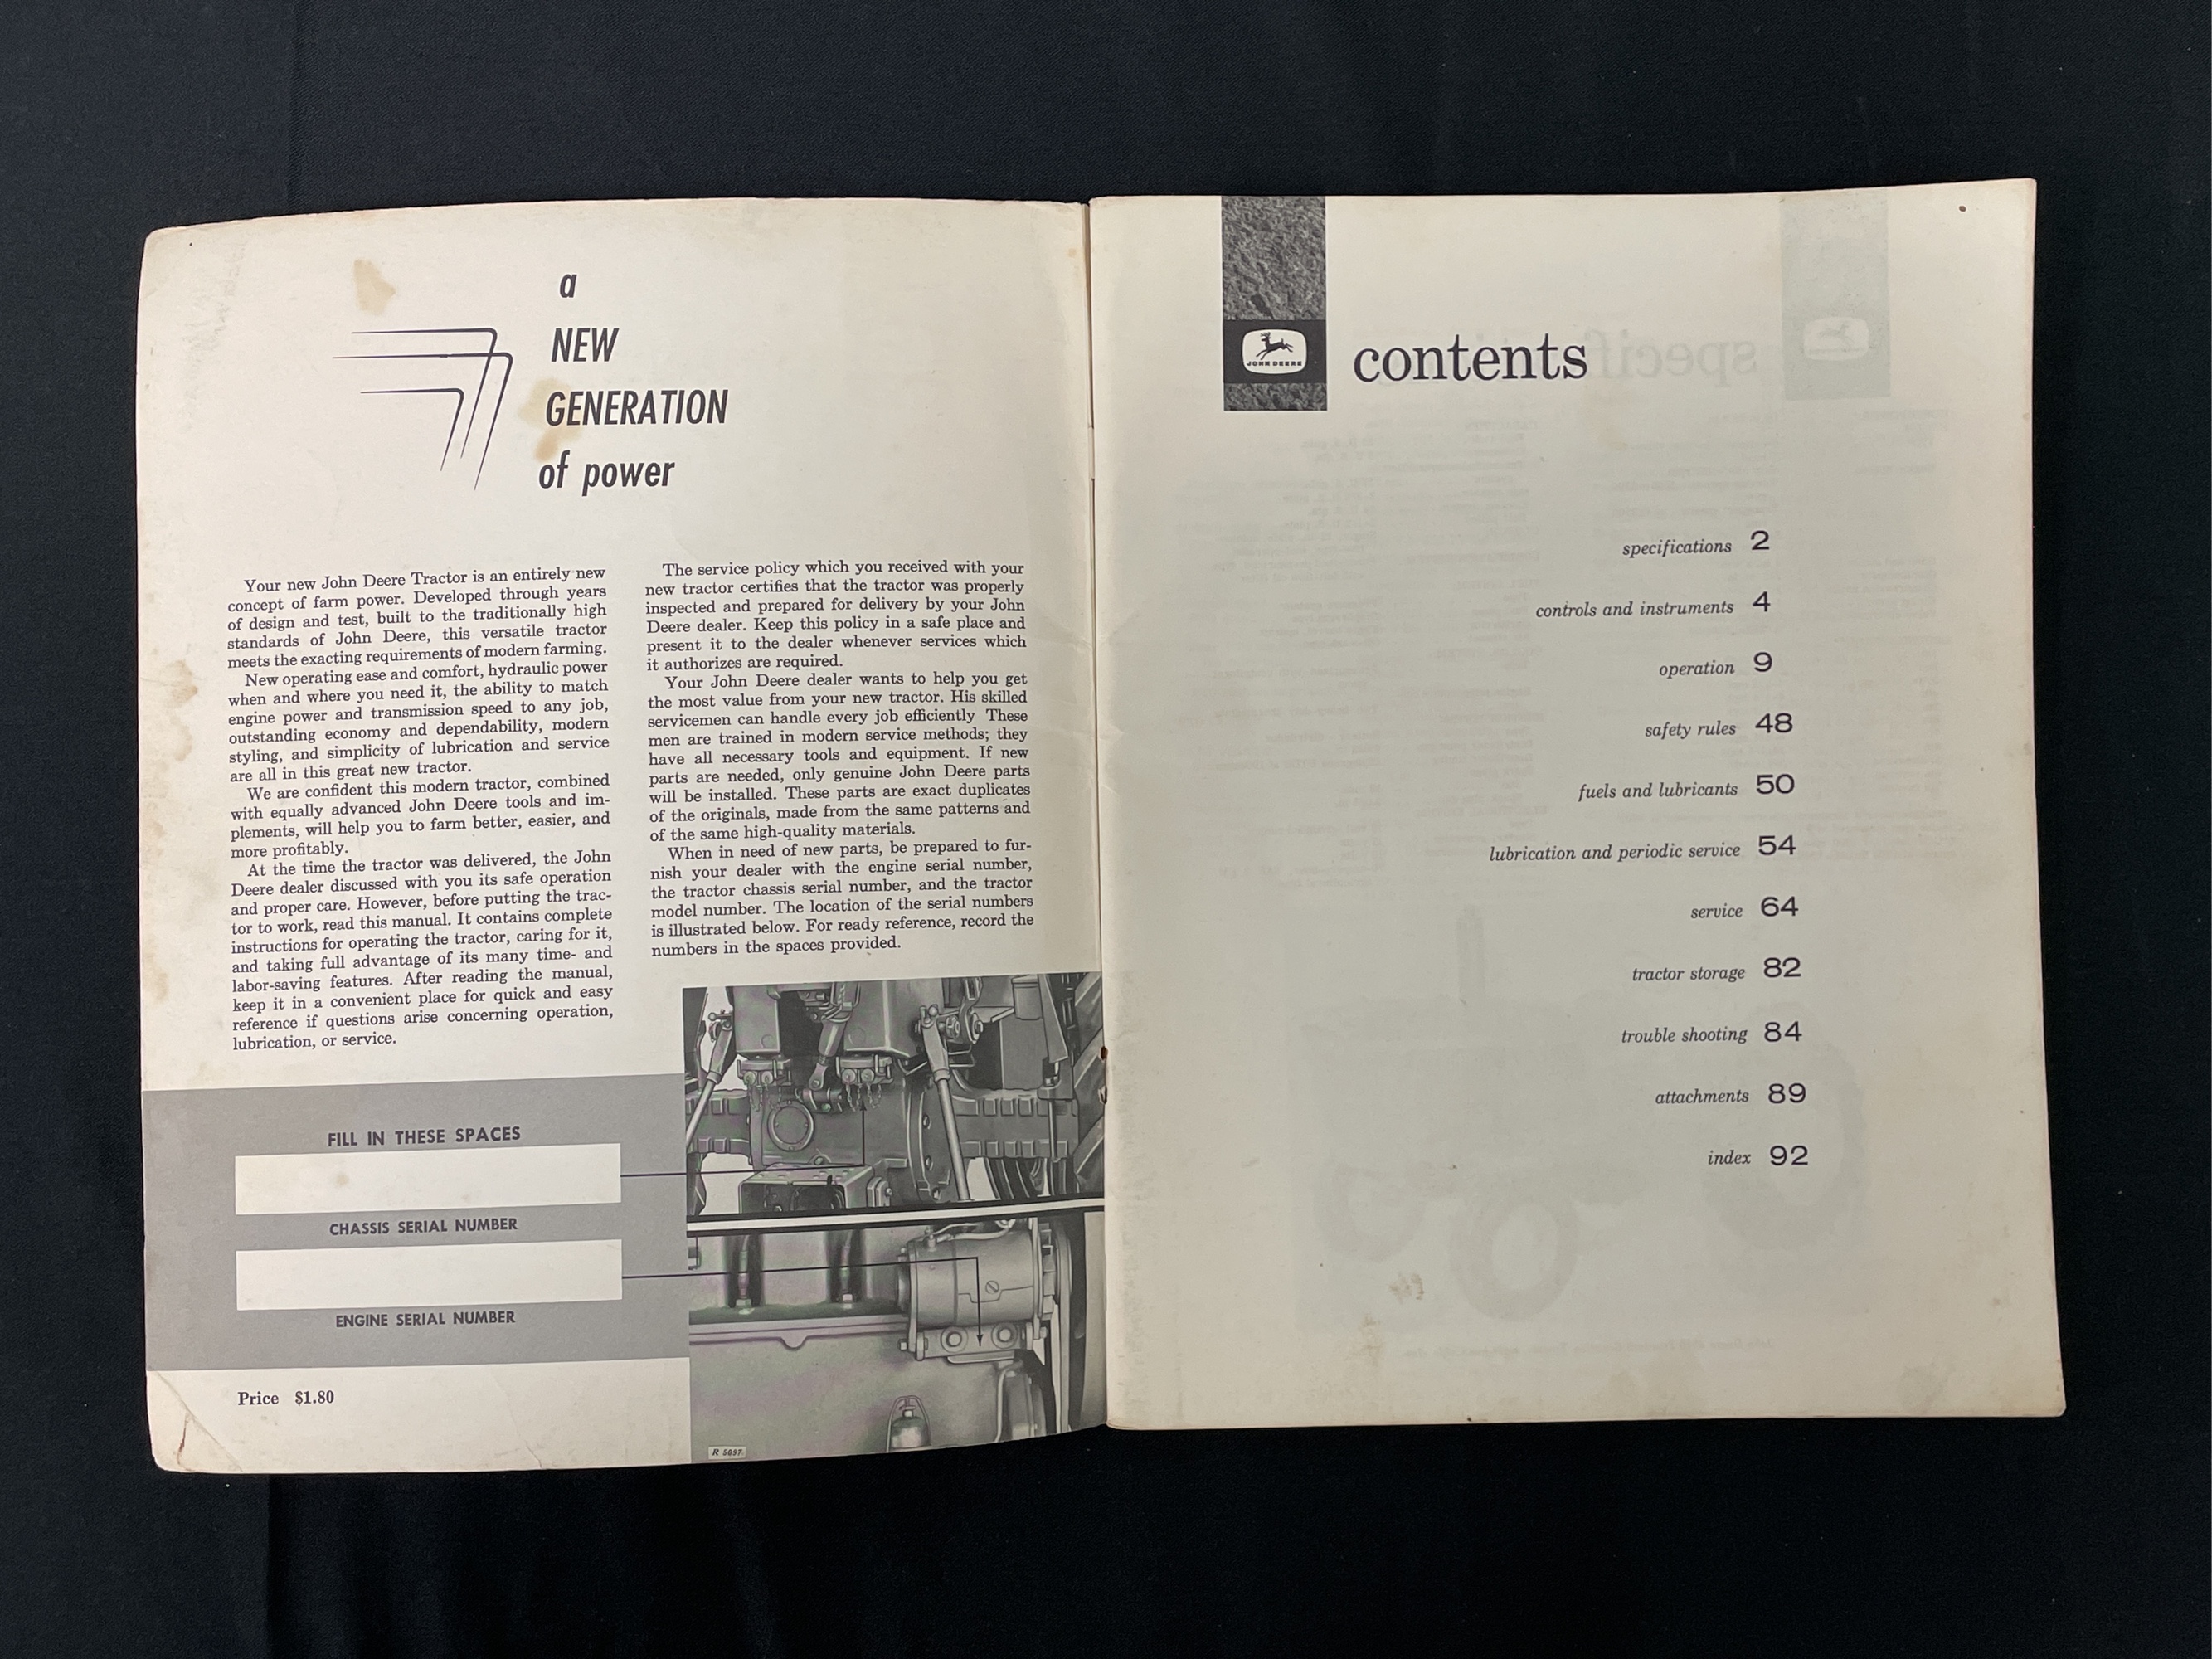 a
NEW
GENERATION
of power
Your new John Deere Tractor is an entirely new
concept of farm power. Developed through years
of design and test, built to the traditionally high
standards of John Deere, this versatile tractor
meets the exacting requirements of modern farming.
New operating ease and comfort, hydraulic power
when and where you need it, the ability to match
engine power and transmission speed to any job,
outstanding economy and dependability, modern
styling, and simplicity of lubrication and service
are all in this great new tractor.
We are confident this modern tractor, combined
with equally advanced John Deere tools and im-
plements, will help you to farm better, easier, and
more profitably.
At the time the tractor was delivered, the John
Deere dealer discussed with you its safe operation
and proper care. However, before putting the trac-
tor to work, read this manual. It contains complete
instructions for operating the tractor, caring for it,
and taking full advantage of its many time- and
labor-saving features. After reading the manual,
keep it in a convenient place for quick and easy
reference if questions arise concerning operation,
lubrication, or service.
The service policy which you received with your
new tractor certifies that the tractor was properly
inspected and prepared for delivery by your John
Deere dealer. Keep this policy in a safe place and
present it to the dealer whenever services which
it authorizes are required.
Your John Deere dealer wants to help you get
the most value from your new tractor. His skilled
servicemen can handle every job efficiently These
men are trained in modern service methods; they
have all necessary tools and equipment. If new
parts are needed, only genuine John Deere parts
will be installed. These parts are exact duplicates
of the originals, made from the same patterns and
of the same high-quality materials.
When in need of new parts, be prepared to fur-
nish your dealer with the engine serial number,
the tractor chassis serial number, and the tractor
model number. The location of the serial numbers
is illustrated below. For ready reference, record the
numbers in the spaces provided.
FILL IN THESE SPACES
CHASSIS SERIAL NUMBER
ENGINE SERIAL NUMBER
Price $1.80
R 5097
JOHN DEERE
contents
specifications 2
controls and instruments 4
operation 9
safety rules 48
fuels and lubricants 50
lubrication and periodic service 54
service 64
tractor storage 82
trouble shooting 84
attachments 89
index 92